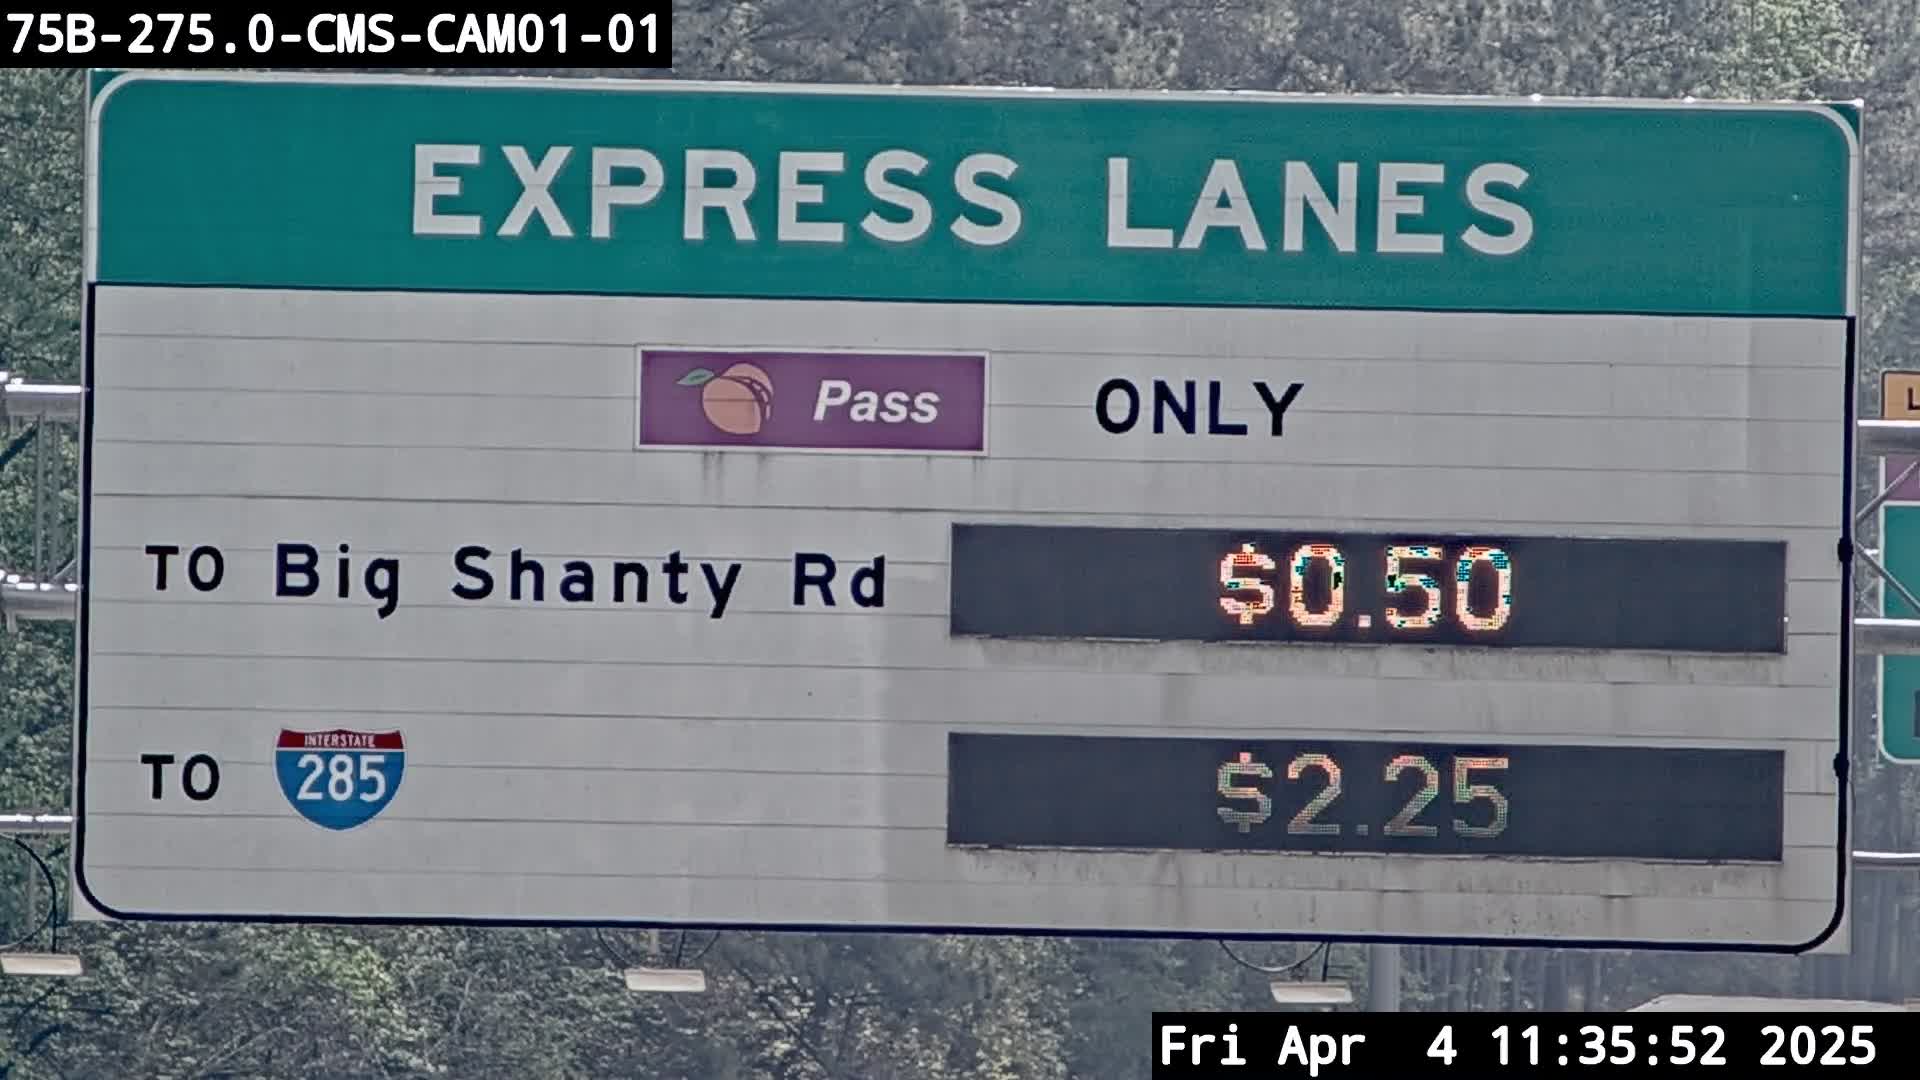 75B-275.0-CMS-CAM01-01
EXPRESS LANES
Pass ONLY
TO Big Shanty Rd $0.50
TO INTERSTATE 285 $2.25
L
Fri Apr 4 11:35:52 2025